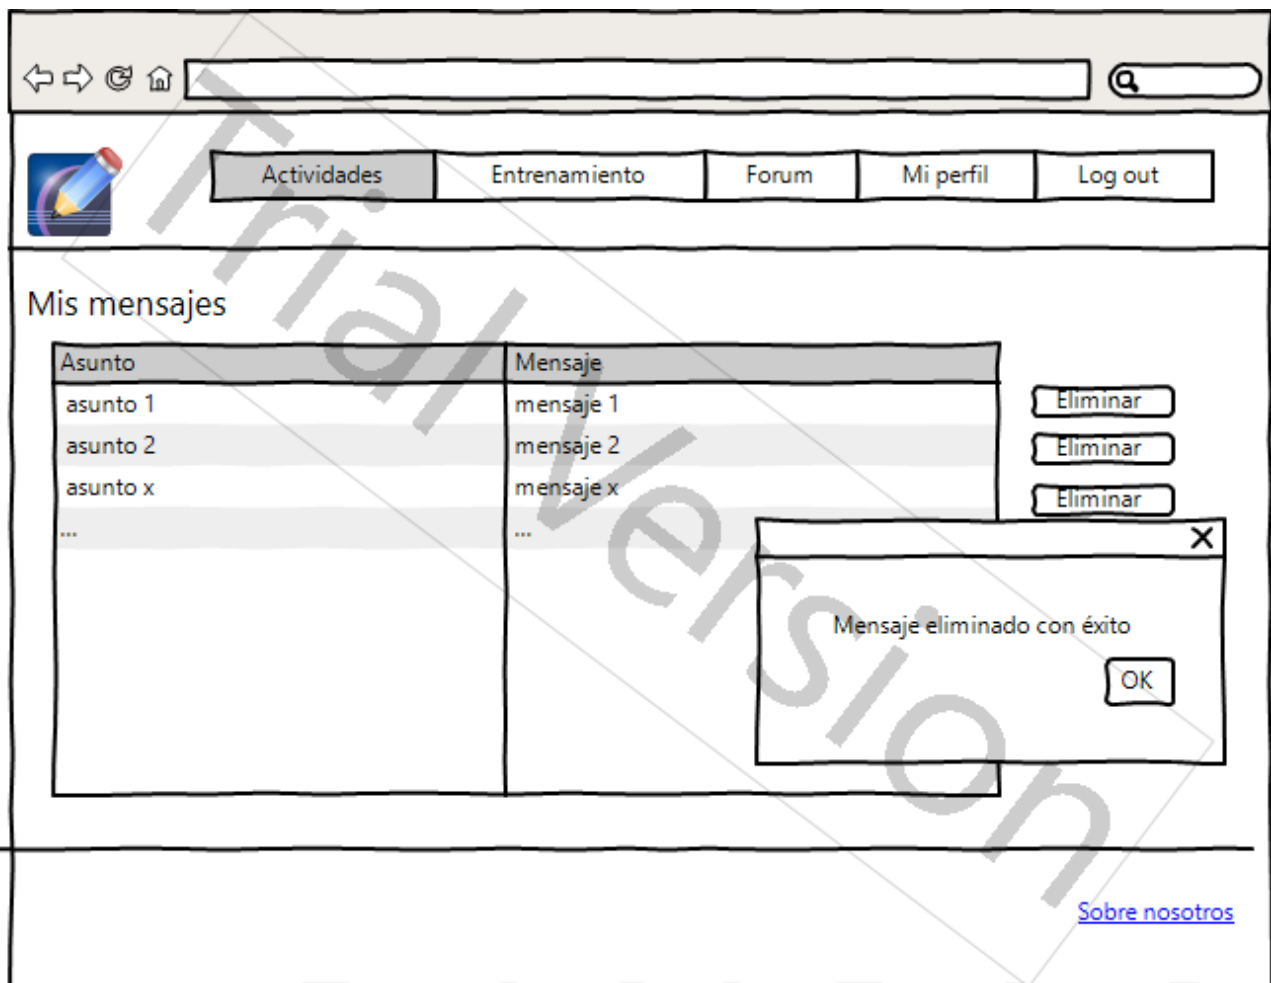 Actividades Entrenamiento Forum Mi perfil Log out
Mis mensajes
Asunto Mensaje
asunto 1 mensaje 1 Eliminar
asunto 2 mensaje 2 Eliminar
asunto x mensaje x Eliminar
... ...
Mensaje eliminado con éxito
OK
Sobre nosotros
Trial Version